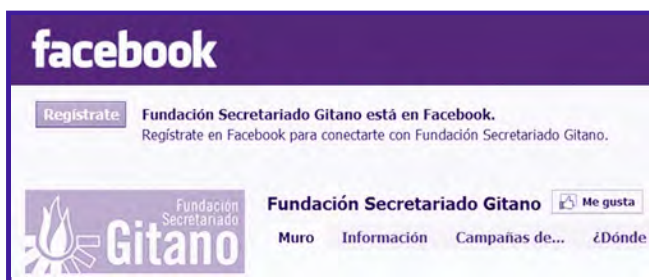 facebook
Regístrate
Fundación Secretariado Gitano está en Facebook.
Regístrate en Facebook para conectarte con Fundación Secretariado Gitano.
Fundación
Secretariado
Gitano
Fundación Secretariado Gitano Me gusta
Muro Información Campañas de... ¿Dónde